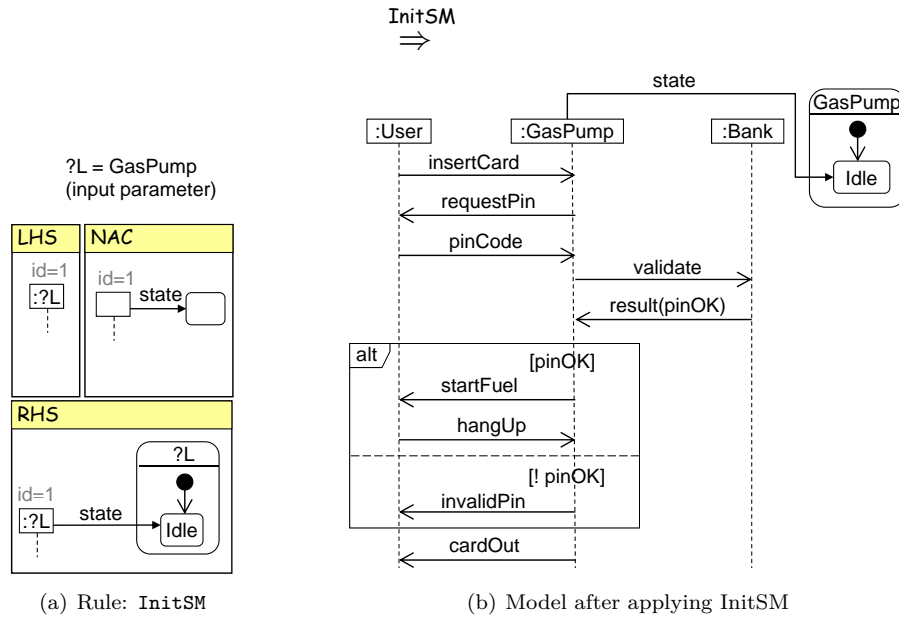 InitSM
⇒
state
GasPump
:User
:GasPump
:Bank
Idle
insertCard
requestPin
pinCode
validate
result(pinOK)
alt
[pinOK]
startFuel
hangUp
[! pinOK]
invalidPin
cardOut
?L = GasPump
(input parameter)
LHS
NAC
id=1
:?L
id=1
state
RHS
?L
id=1
:?L
state
Idle
(a) Rule: InitSM
(b) Model after applying InitSM